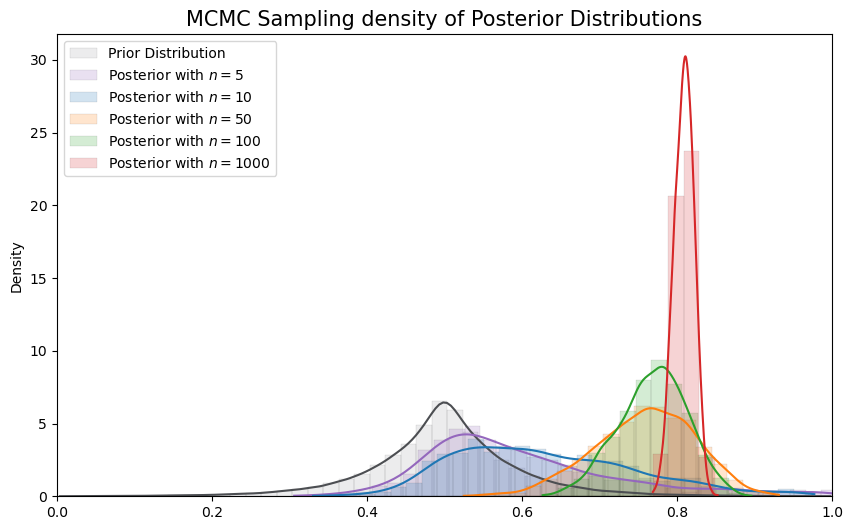 MCMC Sampling density of Posterior Distributions
Prior Distribution
Posterior with n = 5
Posterior with n = 10
Posterior with n = 50
Posterior with n = 100
Posterior with n = 1000
Density
30
25
20
15
10
5
0
0.0 0.2 0.4 0.6 0.8 1.0